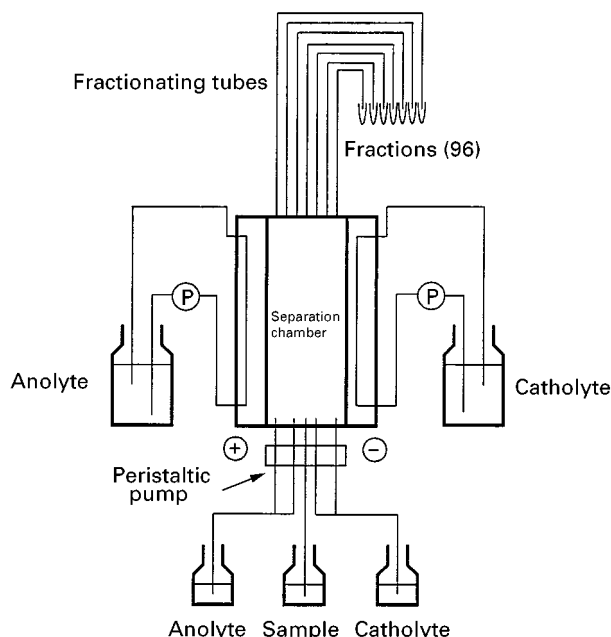 Fractionating tubes
Fractions (96)
P
P
Separation
chamber
Anolyte
Catholyte
+
−
Peristaltic
pump
Anolyte
Sample
Catholyte